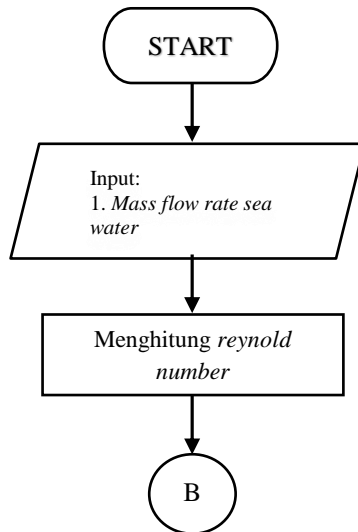 START
Input:
1. Mass flow rate sea
water
Menghitung reynold
number
B